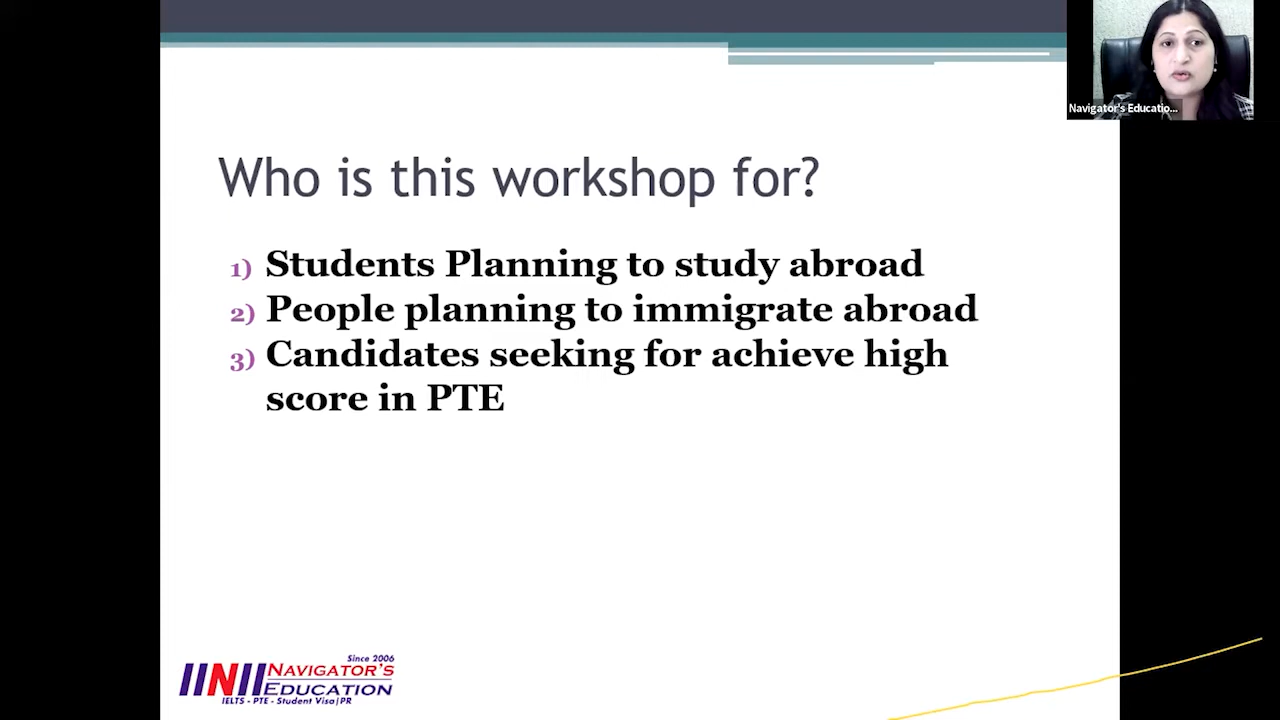 Navigator's Educatio...
Who is this workshop for?
1) Students Planning to study abroad
2) People planning to immigrate abroad
3) Candidates seeking for achieve high
score in PTE
Since 2006
NAVIGATOR'S
EDUCATION
IELTS - PTE - Student Visa|PR